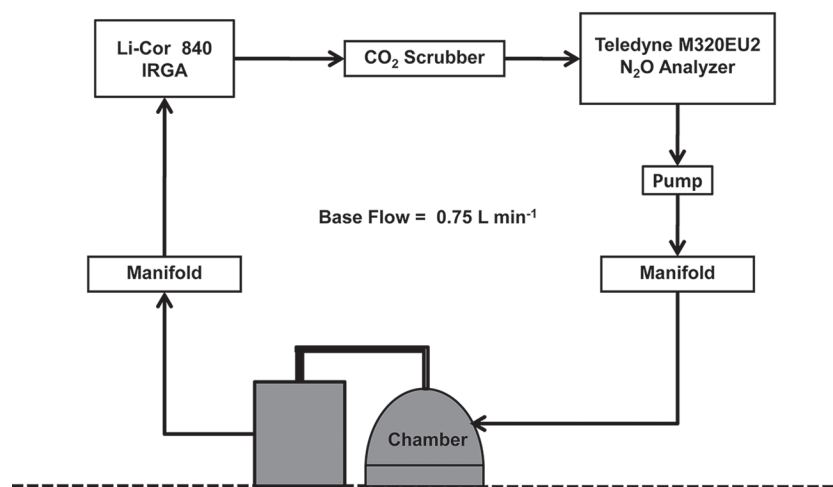 Li-Cor 840
IRGA
CO₂ Scrubber
Teledyne M320EU2
N₂O Analyzer
Pump
Base Flow = 0.75 L min⁻¹
Manifold
Manifold
Chamber